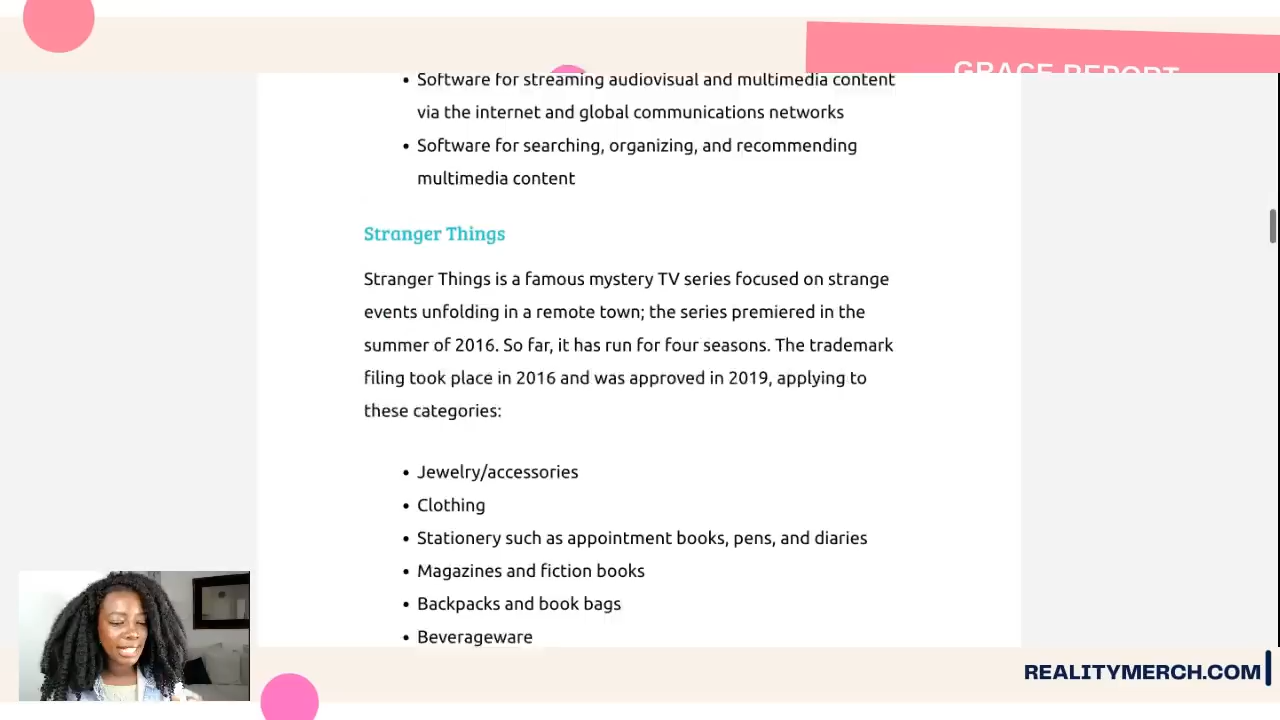 GRACE REPORT
• Software for streaming audiovisual and multimedia content
via the internet and global communications networks
• Software for searching, organizing, and recommending
multimedia content
Stranger Things
Stranger Things is a famous mystery TV series focused on strange
events unfolding in a remote town; the series premiered in the
summer of 2016. So far, it has run for four seasons. The trademark
filing took place in 2016 and was approved in 2019, applying to
these categories:
• Jewelry/accessories
• Clothing
• Stationery such as appointment books, pens, and diaries
• Magazines and fiction books
• Backpacks and book bags
• Beverageware
REALITYMERCH.COM